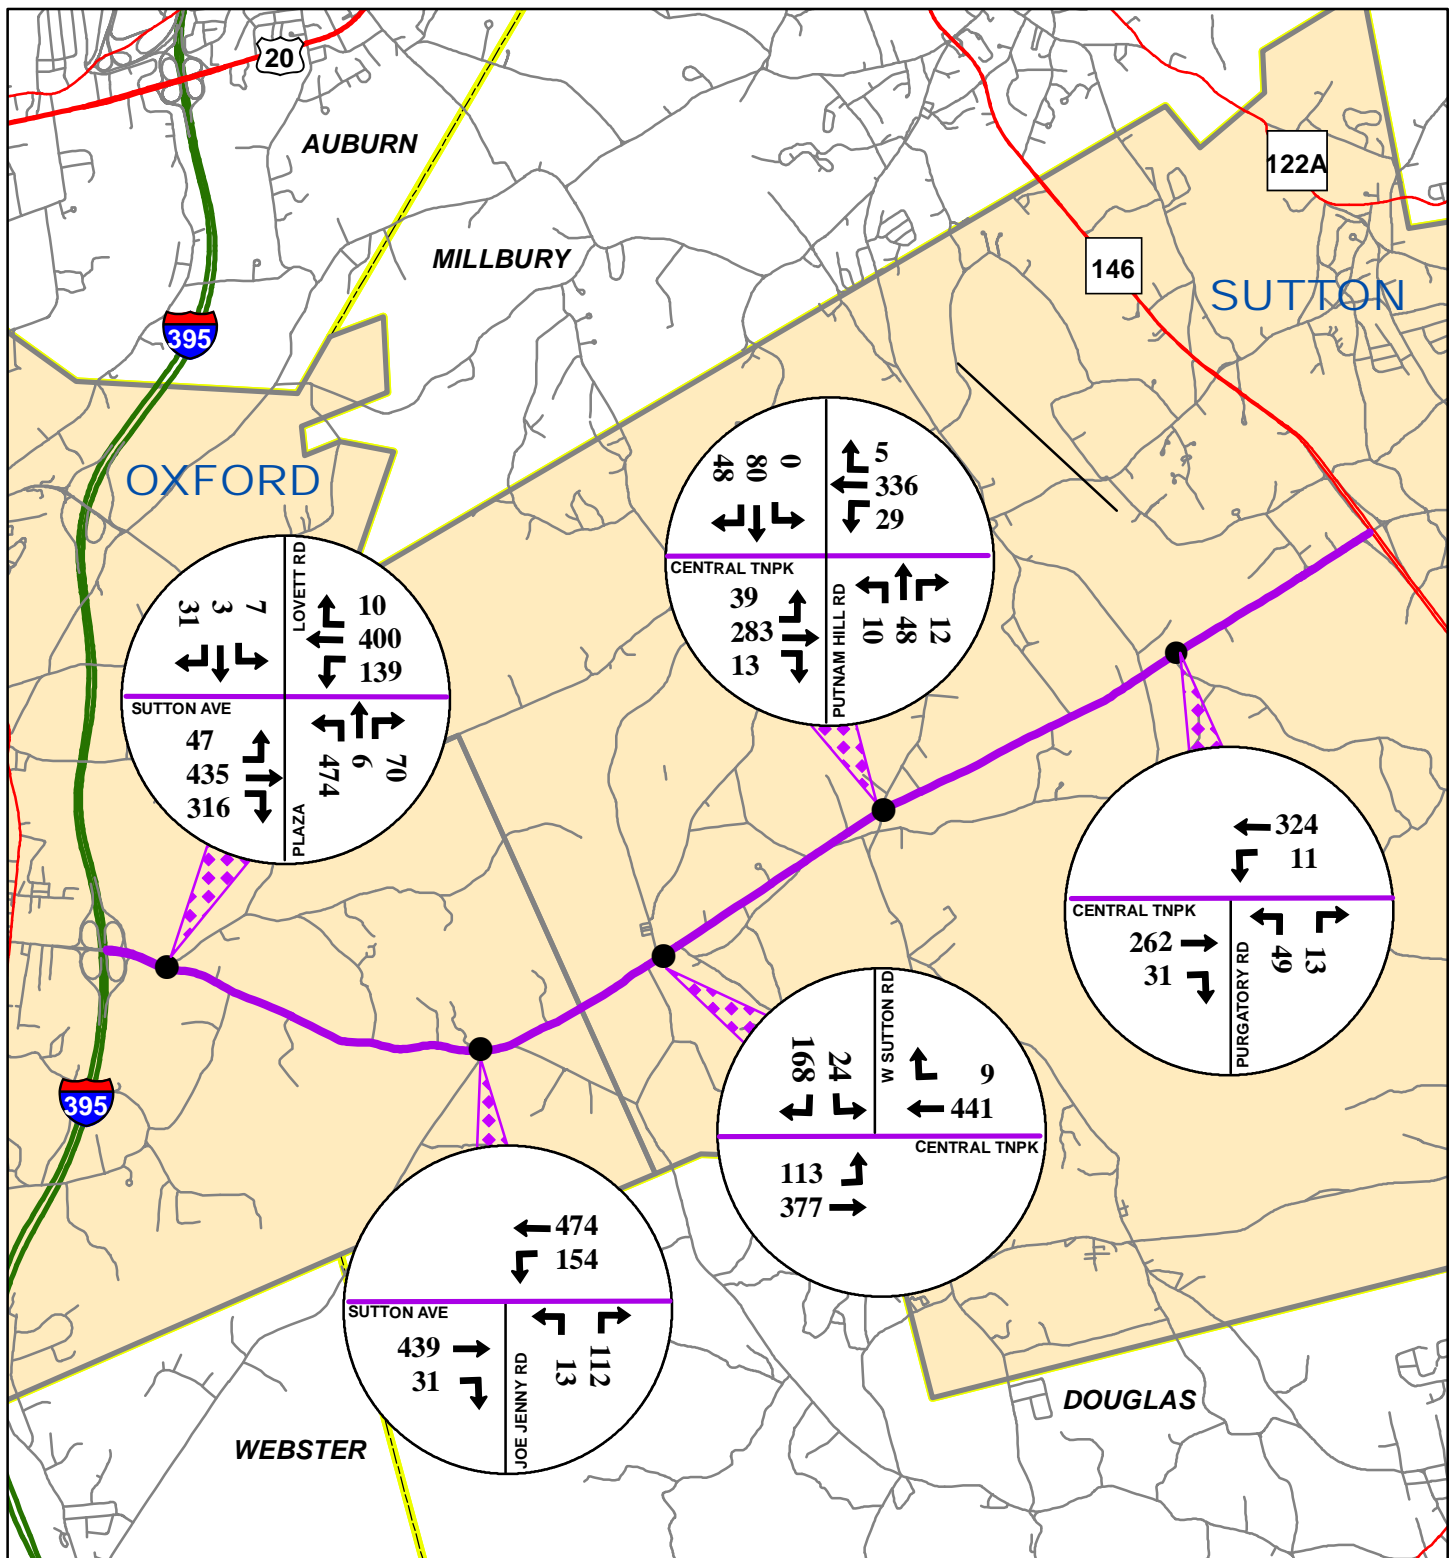 20
AUBURN
122A
MILLBURY
146
SUTTON
395
OXFORD
48
80
0
5
336
29
CENTRAL TNPK
39
283
13
PUTNAM HILL RD
10
48
12
31
3
7
LOVETT RD
10
400
139
SUTTON AVE
47
435
316
PLAZA
474
6
70
324
11
CENTRAL TNPK
262
31
PURGATORY RD
49
13
168
24
W SUTTON RD
9
441
CENTRAL TNPK
113
377
395
474
154
SUTTON AVE
439
31
JOE JENNY RD
13
112
DOUGLAS
WEBSTER